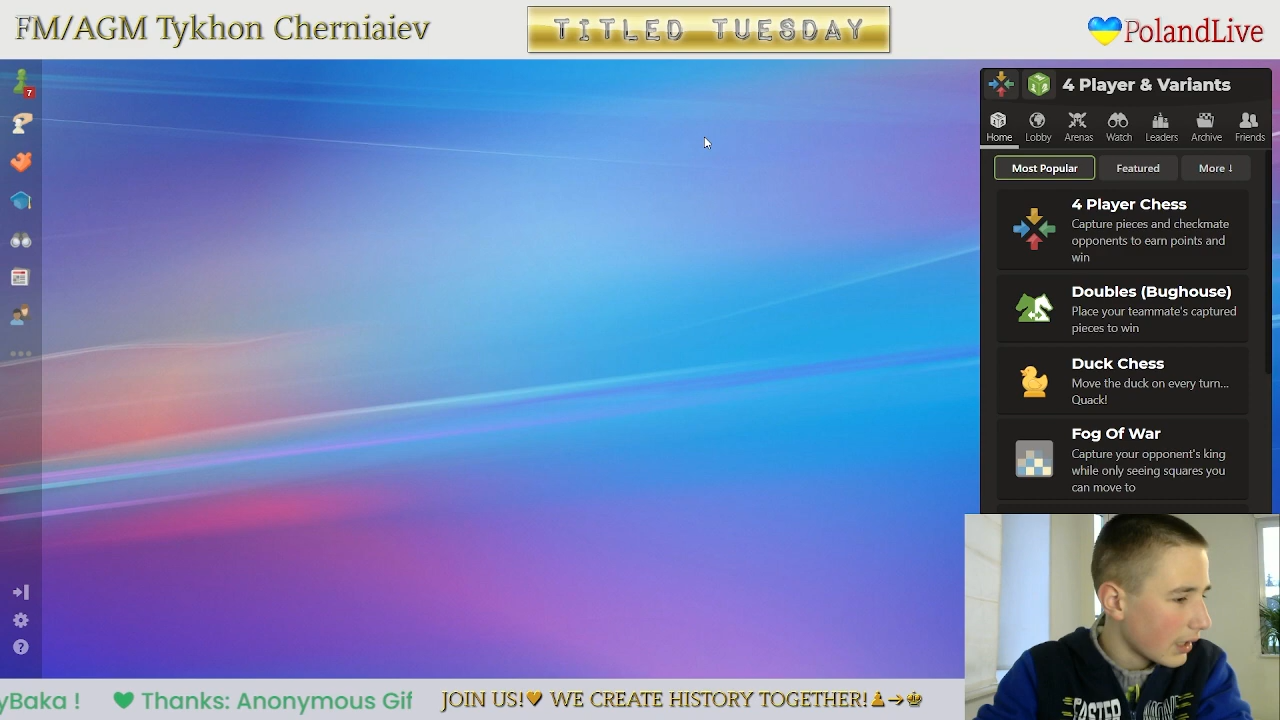 FM/AGM Tykhon Cherniaiev
TITLED TUESDAY
PolandLive
7
4 Player & Variants
Home Lobby Arenas Watch Leaders Archive Friends
Most Popular Featured More ↓
4 Player Chess
Capture pieces and checkmate
opponents to earn points and
win
Doubles (Bughouse)
Place your teammate's captured
pieces to win
Duck Chess
Move the duck on every turn...
Quack!
Fog Of War
Capture your opponent's king
while only seeing squares you
can move to
FASTER
yBaka !
Thanks: Anonymous Gif
JOIN US! WE CREATE HISTORY TOGETHER!